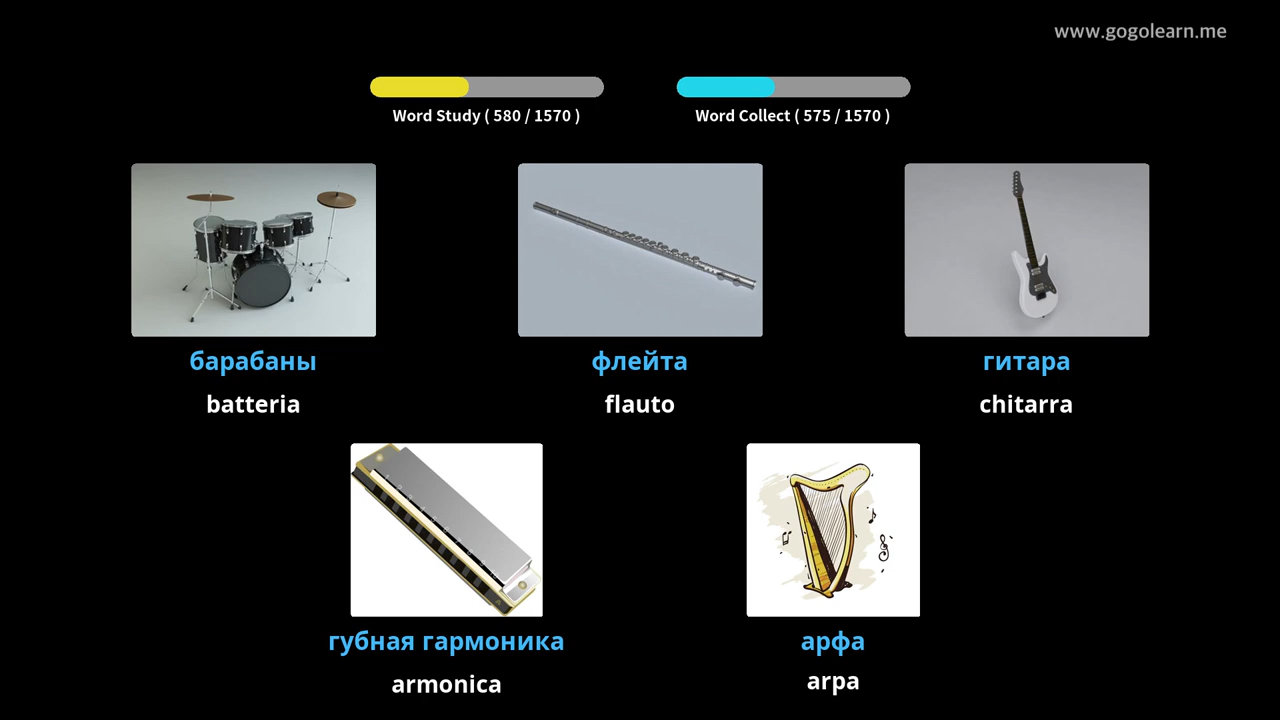 www.gogolearn.me
Word Study ( 580 / 1570 )
Word Collect ( 575 / 1570 )
барабаны
флейта
гитара
batteria
flauto
chitarra
губная гармоника
арфа
armonica
arpa